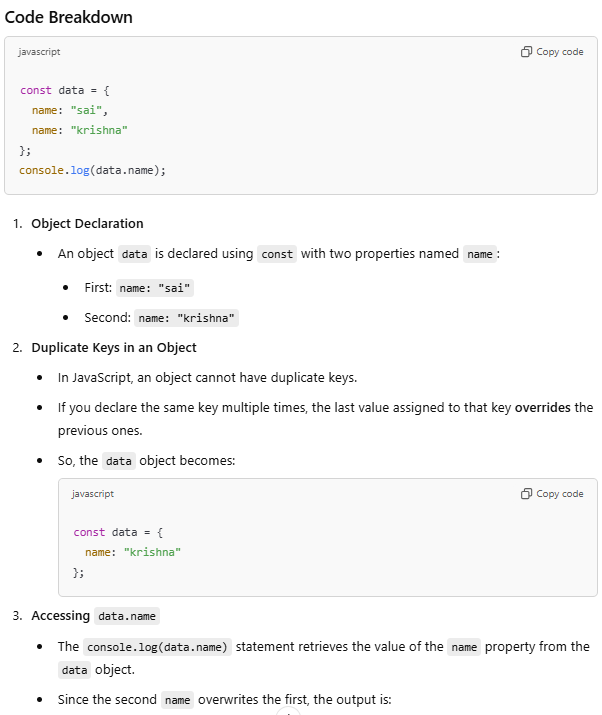 Code Breakdown
javascript
Copy code
const data = {
  name: "sai",
  name: "krishna"
};
console.log(data.name);
1. Object Declaration
• An object data is declared using const with two properties named name:
• First: name: "sai"
• Second: name: "krishna"
2. Duplicate Keys in an Object
• In JavaScript, an object cannot have duplicate keys.
• If you declare the same key multiple times, the last value assigned to that key overrides the
previous ones.
• So, the data object becomes:
javascript
Copy code
const data = {
  name: "krishna"
};
3. Accessing data.name
• The console.log(data.name) statement retrieves the value of the name property from the
data object.
• Since the second name overwrites the first, the output is: